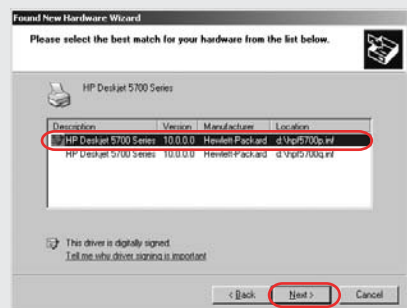 Found New Hardware Wizard
Please select the best match for your hardware from the list below.
HP Deskjet 5700 Series
Description Version Manufacturer Location
HP Deskjet 5700 Series 10.0.0.0 Hewlett-Packard d:\hpf5700p.inf
HP Deskjet 5700 Series 10.0.0.0 Hewlett-Packard d:\hpf5700q.inf
This driver is digitally signed.
Tell me why driver signing is important
< Back Next > Cancel